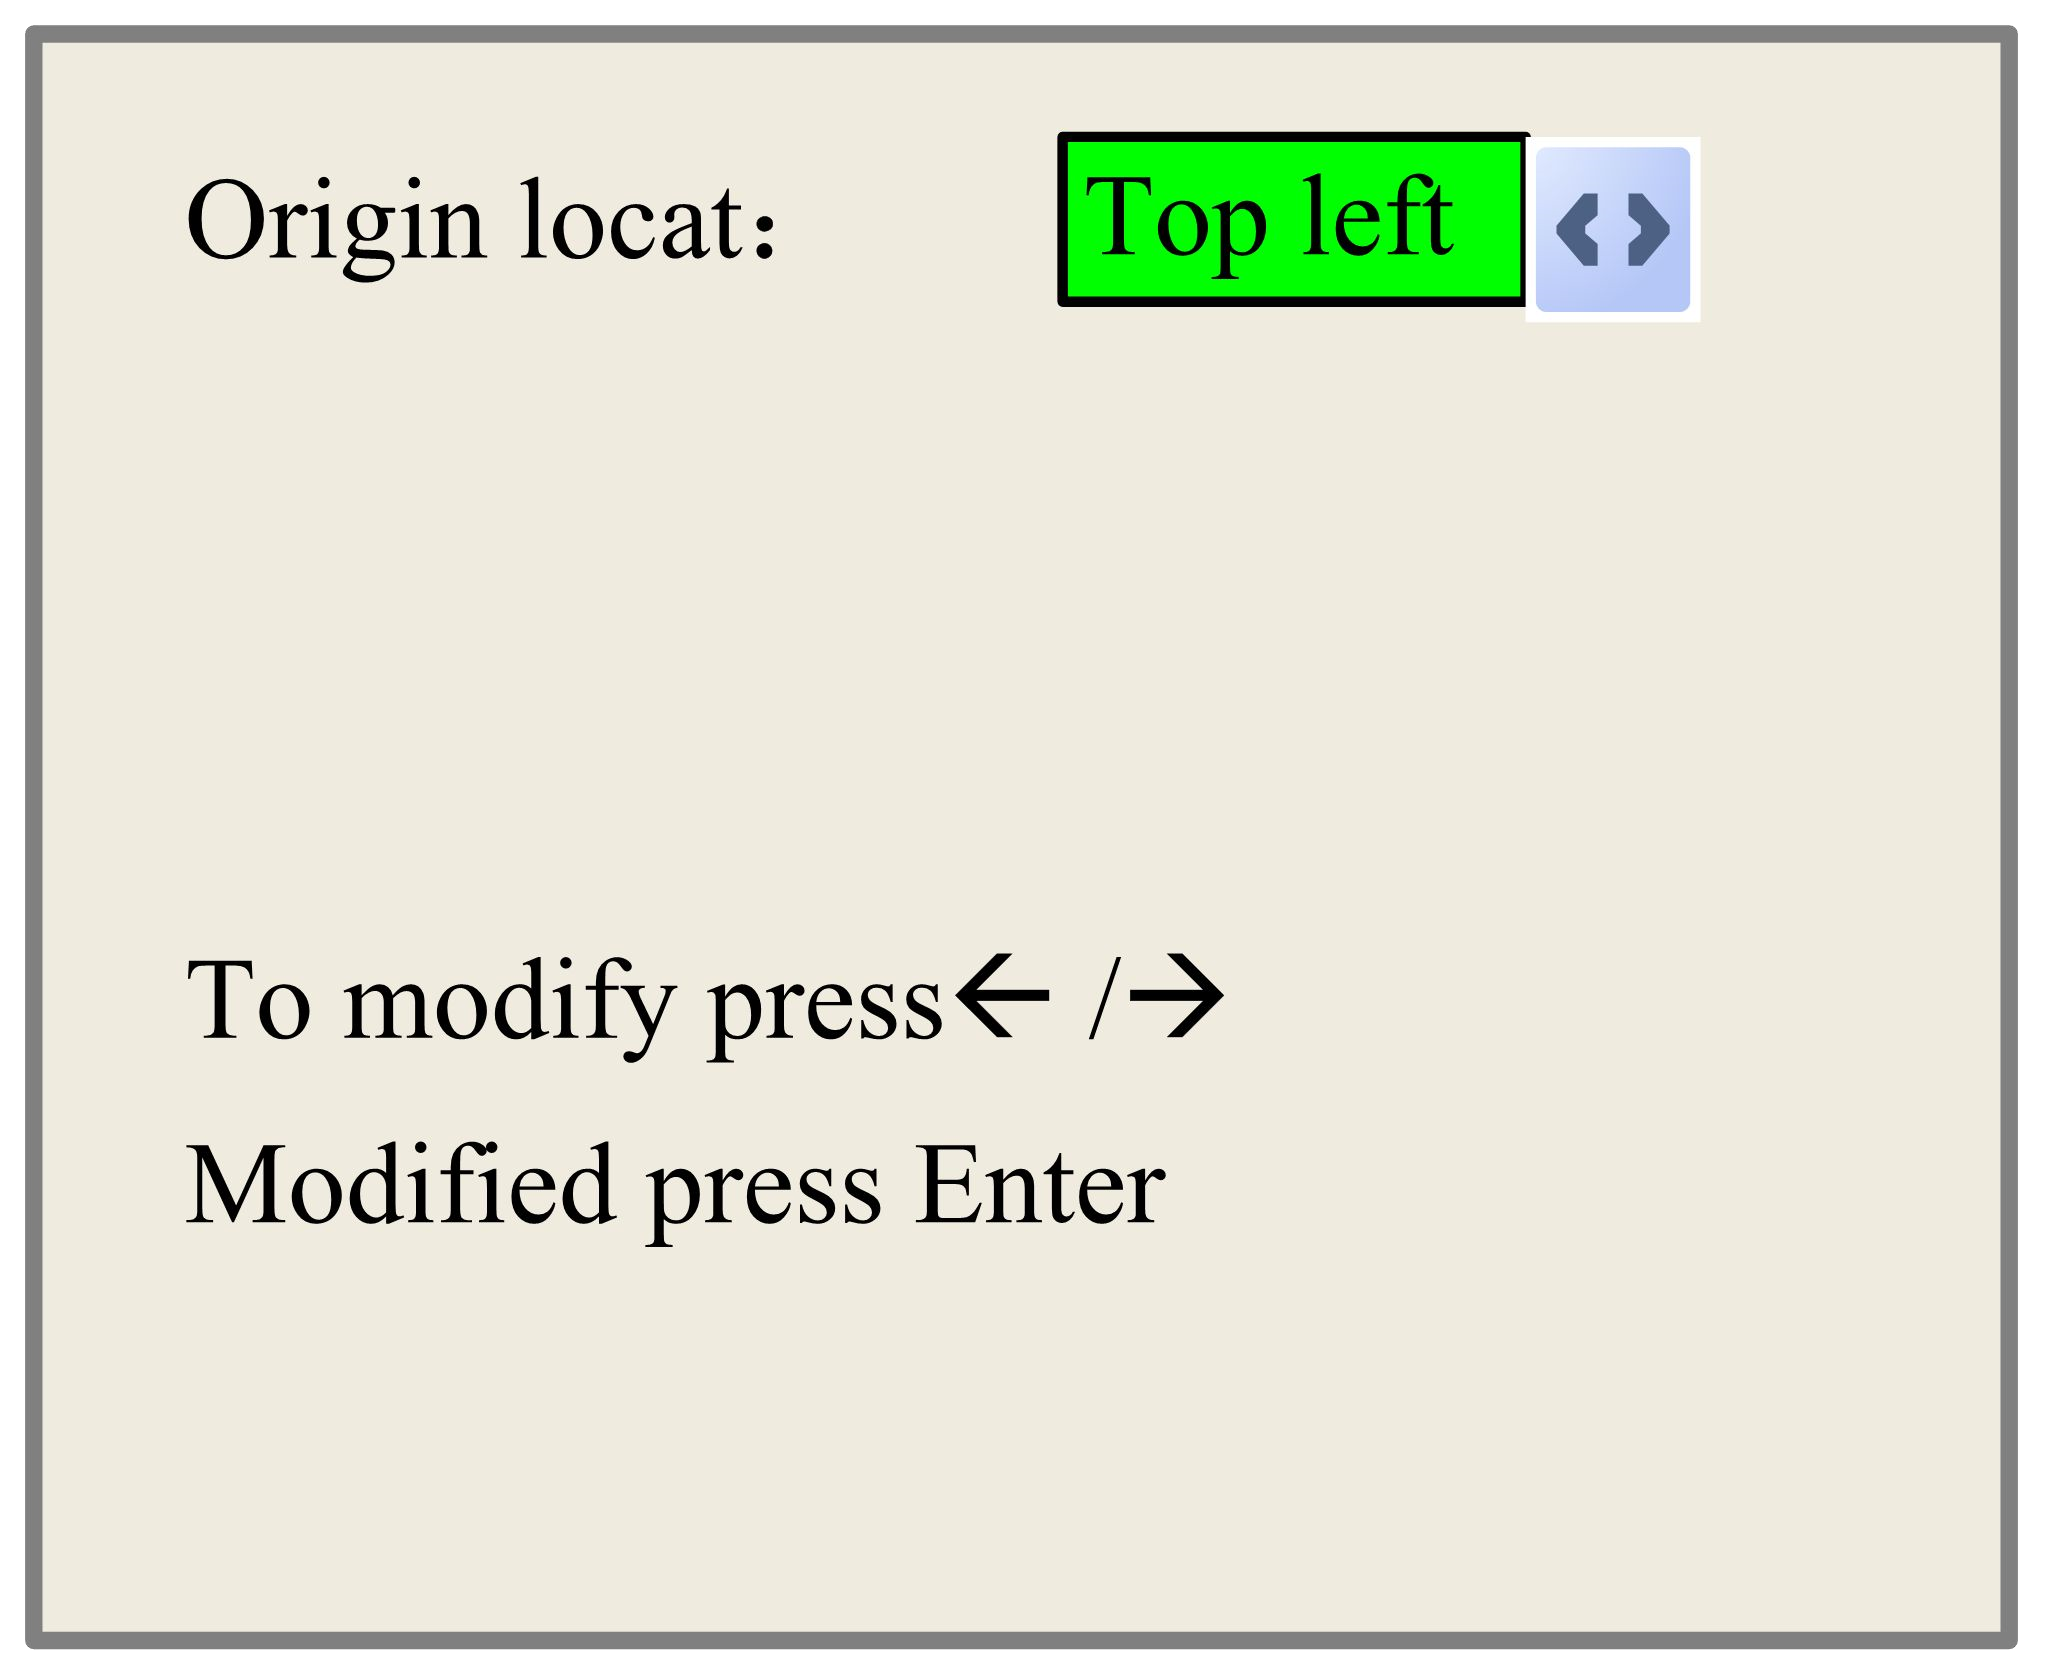 Origin locat： Top left
To modify press← /→
Modified press Enter